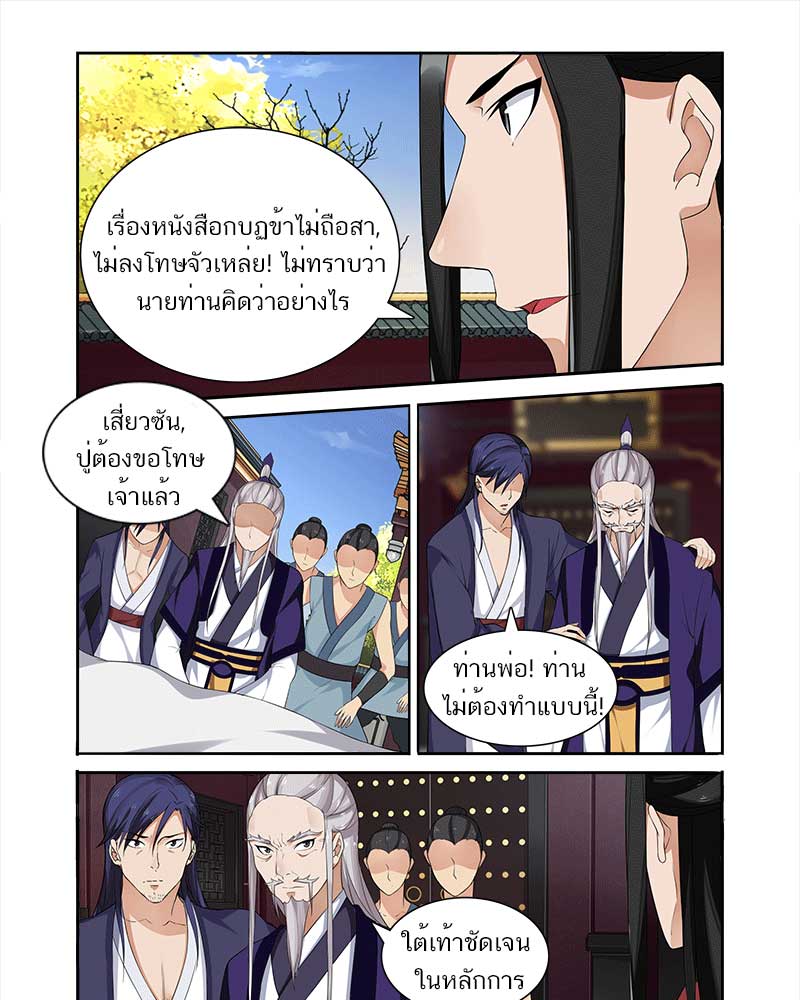 เรื่องหนังสือกบฏข้าไม่ถือสา,
ไม่ลงโทษจัวเหล่ย! ไม่ทราบว่า
นายท่านคิดว่าอย่างไร
เสี่ยวซัน,
ปู่ต้องขอโทษ
เจ้าแล้ว
ท่านพ่อ! ท่าน
ไม่ต้องทำแบบนี้!
ใต้เท้าชัดเจน
ในหลักการ